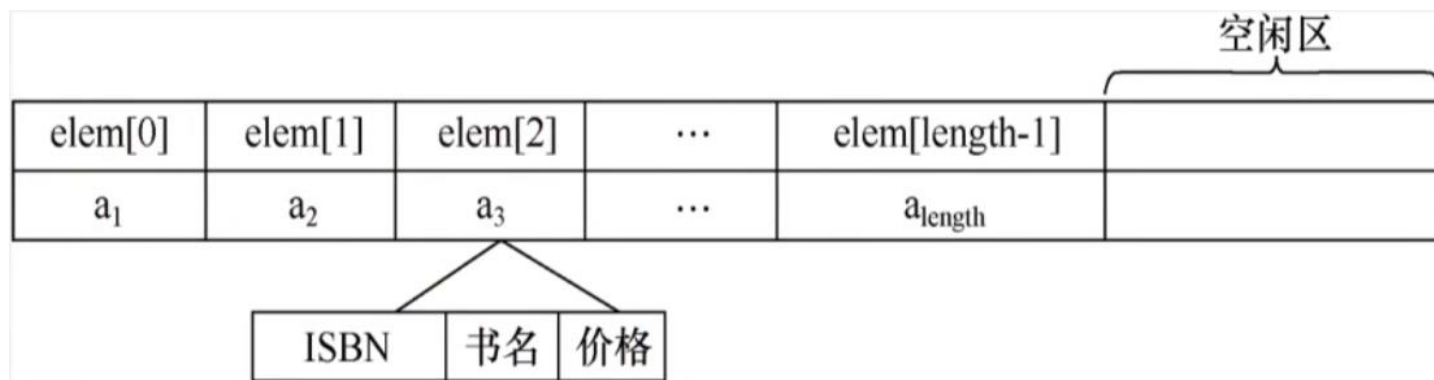 空闲区
elem[0] elem[1] elem[2] … elem[length-1]
a₁ a₂ a₃ … alength
ISBN 书名 价格